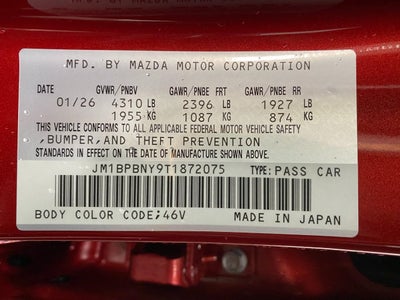 MFD. BY MAZDA MOTOR CORPORATION
DATE GVWR/PNBV GAWR/PNBE FRT GAWR/PNBE RR
01/26 4310 LB 2396 LB 1927 LB
1955 KG 1087 KG 874 KG
THIS VEHICLE CONFORMS TO ALL APPLICABLE FEDERAL MOTOR VEHICLE SAFETY
,BUMPER,AND THEFT PREVENTION
STANDARDS IN EFFECT ON THE DATE OF MANUFACTURE SHOWN ABOVE.
JM1BPBNY9T1872075 TYPE:PASS CAR
BODY COLOR CODE;46V MADE IN JAPAN